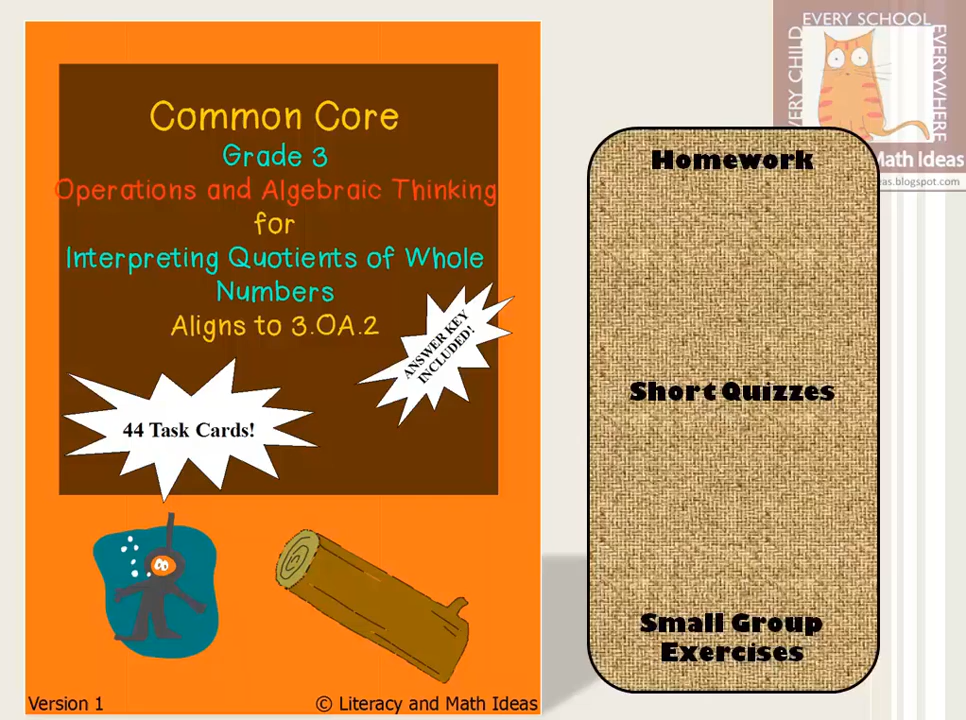 Common Core
Grade 3
Operations and Algebraic Thinking
for
Interpreting Quotients of Whole
Numbers
Aligns to 3.OA.2
ANSWER KEY
INCLUDED!
44 Task Cards!
Version 1
© Literacy and Math Ideas
EVERY SCHOOL
EVERYWHERE
Math Ideas
.blogspot.com
Homework
Short Quizzes
Small Group
Exercises